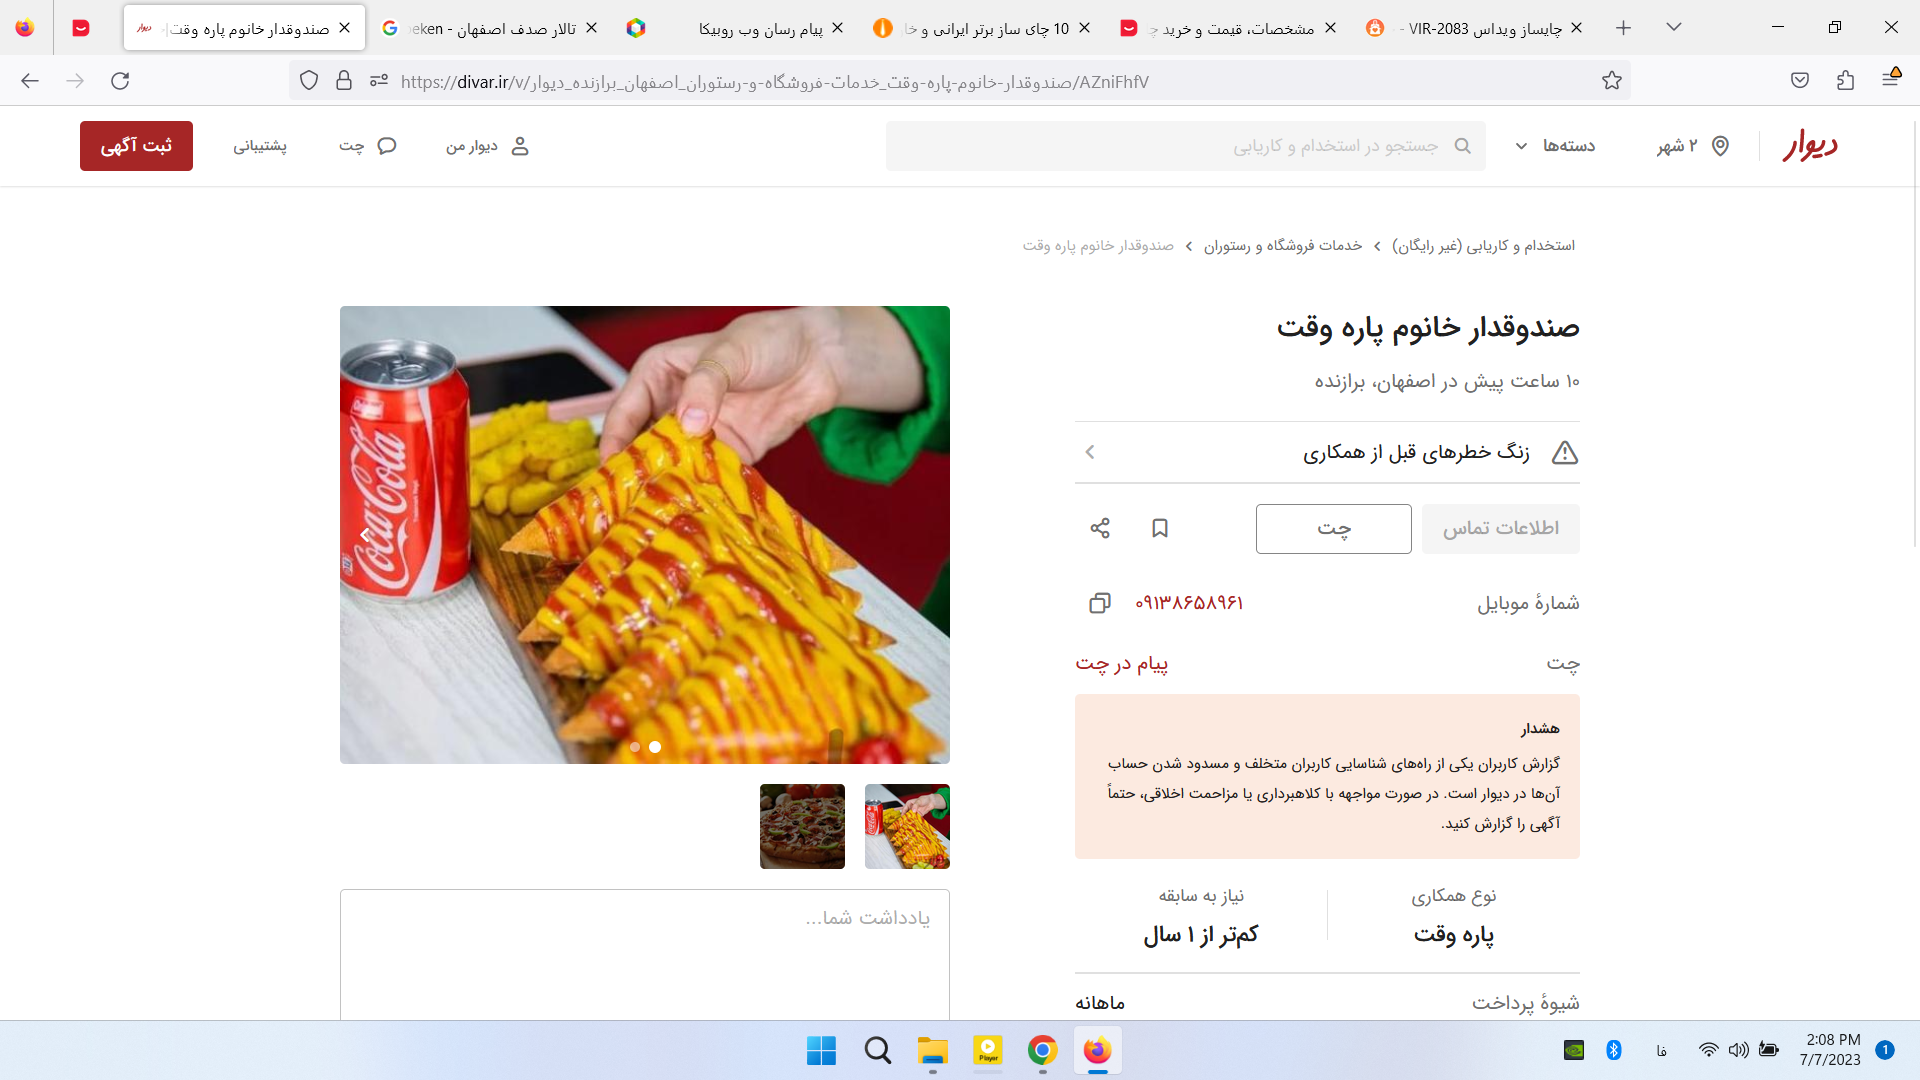 صندوقدار خانوم پاره وقت
تالار صدف اصفهان - 
پیام رسان وب روبیکا
10 چای ساز برتر ایرانی و
مشخصات، قیمت و خرید
چایساز ویداس VIR-2083 -
https://divar.ir/v/صندوقدار-خانوم-پاره-وقت_خدمات-فروشگاه-و-رستوران_اصفهان_برازنده_دیوار/AZniFhfV
دیوار
۲ شهر
دسته‌ها
جستجو در استخدام و کاریابی
دیوار من
چت
پشتیبانی
ثبت آگهی
استخدام و کاریابی (غیر رایگان)
خدمات فروشگاه و رستوران
صندوقدار خانوم پاره وقت
صندوقدار خانوم پاره وقت
۱۰ ساعت پیش در اصفهان، برازنده
زنگ خطرهای قبل از همکاری
اطلاعات تماس
چت
شمارهٔ موبایل
۰۹۱۳۸۶۵۸۹۶۱
چت
پیام در چت
هشدار
گزارش کاربران یکی از راه‌های شناسایی کاربران متخلف و مسدود شدن حساب
آن‌ها در دیوار است. در صورت مواجهه با کلاهبرداری یا مزاحمت اخلاقی، حتماً
آگهی را گزارش کنید.
نوع همکاری
پاره وقت
نیاز به سابقه
کم‌تر از ۱ سال
شیوهٔ پرداخت
ماهانه
Coca-Cola
یادداشت شما...
Player
فا
2:08 PM
7/7/2023
1